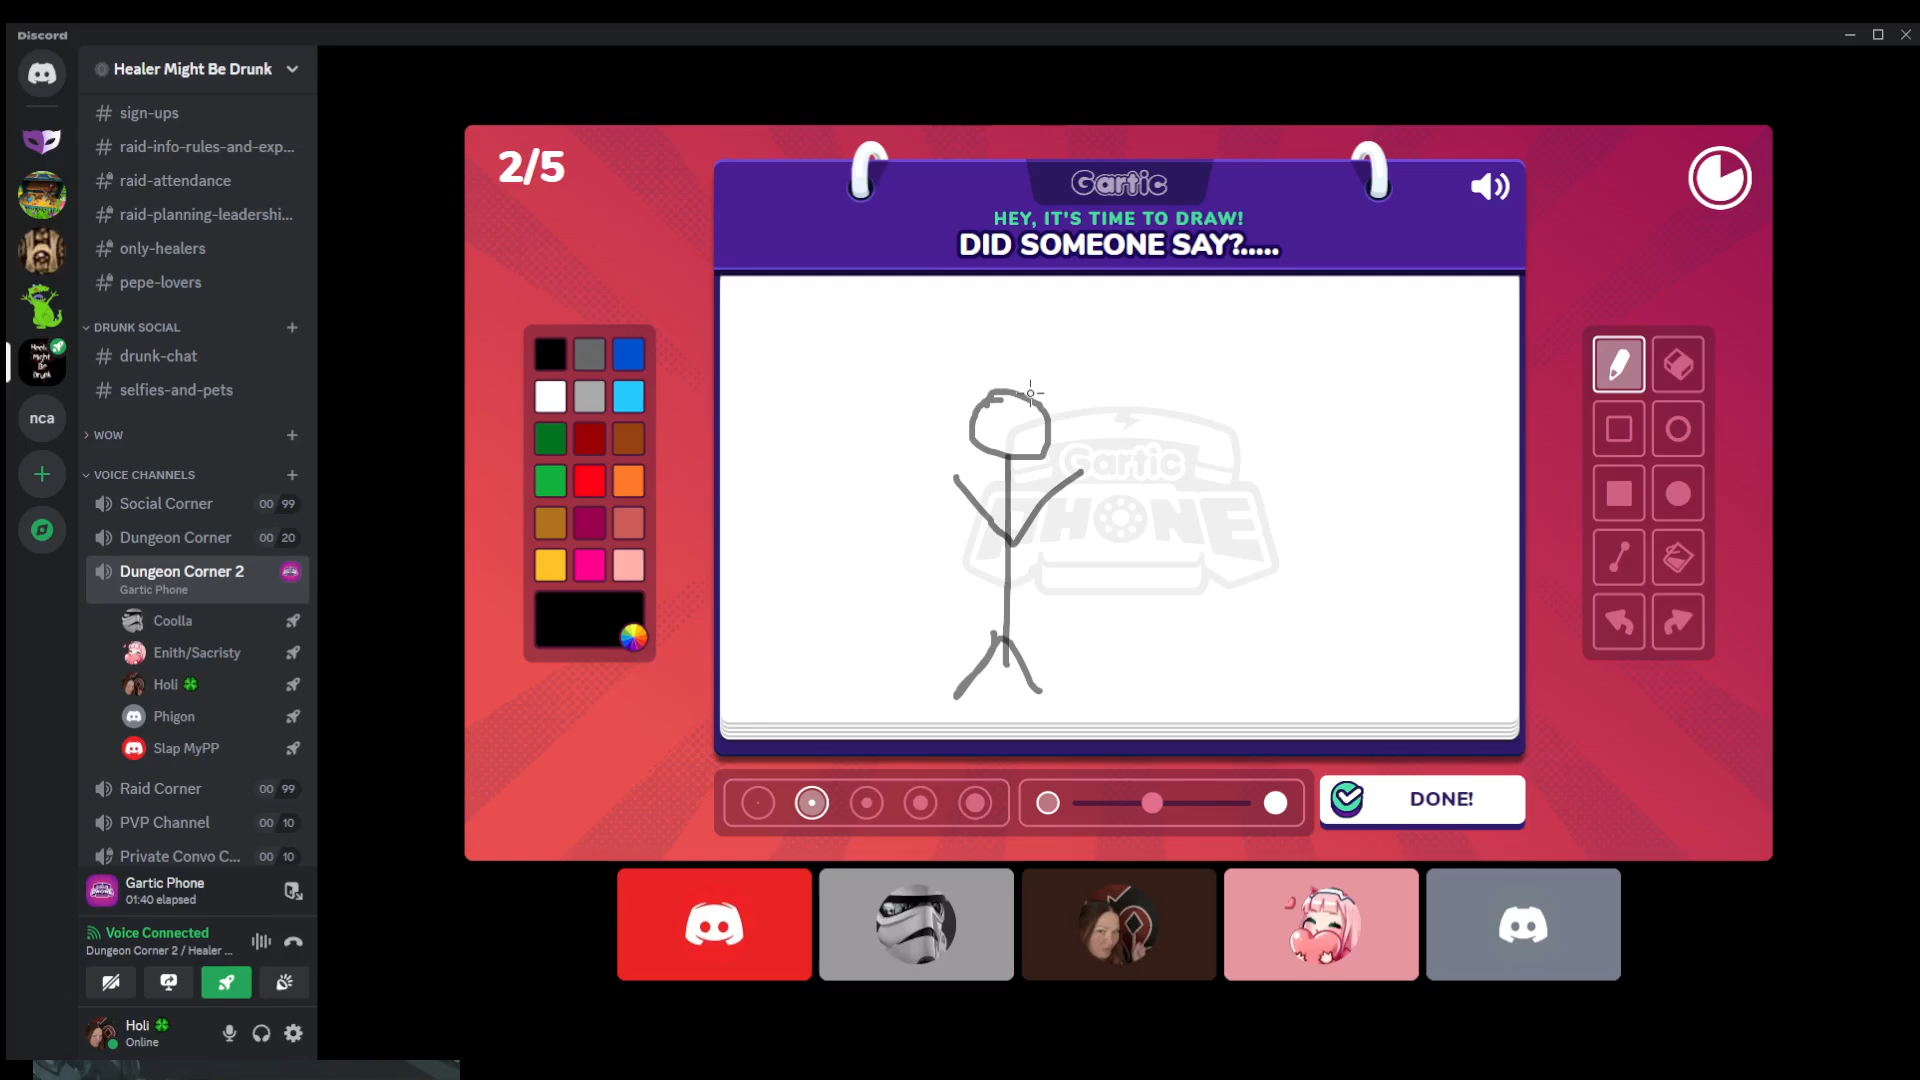 Discord
Healer Might Be Drunk
sign-ups
raid-info-rules-and-exp...
raid-attendance
raid-planning-leadershi...
only-healers
pepe-lovers
DRUNK SOCIAL
drunk-chat
selfies-and-pets
Healer
Might
Be
Drunk
nca
WOW
VOICE CHANNELS
Social Corner 00 99
Dungeon Corner 00 20
Dungeon Corner 2
Gartic Phone
Coolla
Enith/Sacristy
Holi
Phigon
Slap MyPP
Raid Corner 00 99
PVP Channel 00 10
Private Convo C... 00 10
Gartic Phone
01:40 elapsed
Voice Connected
Dungeon Corner 2 / Healer ...
Holi
Online
2/5
Gartic
HEY, IT'S TIME TO DRAW!
DID SOMEONE SAY?.....
Gartic
PHONE
DONE!